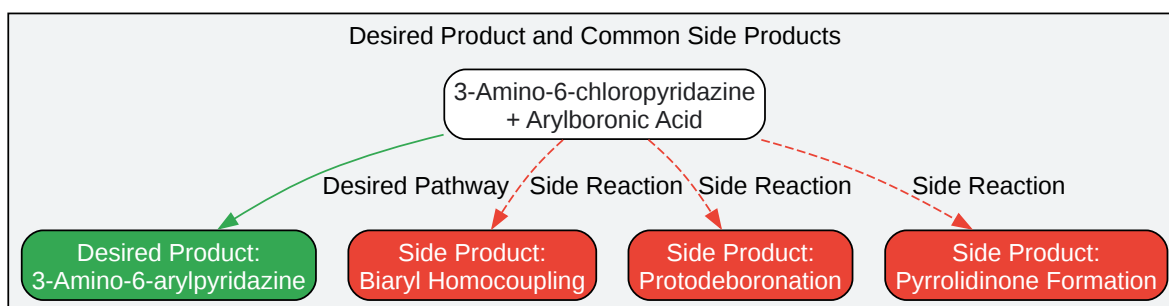 Desired Product and Common Side Products
3-Amino-6-chloropyridazine
+ Arylboronic Acid
Desired Pathway
Side Reaction
Side Reaction
Side Reaction
Desired Product:
3-Amino-6-arylpyridazine
Side Product:
Biaryl Homocoupling
Side Product:
Protodeboronation
Side Product:
Pyrrolidinone Formation